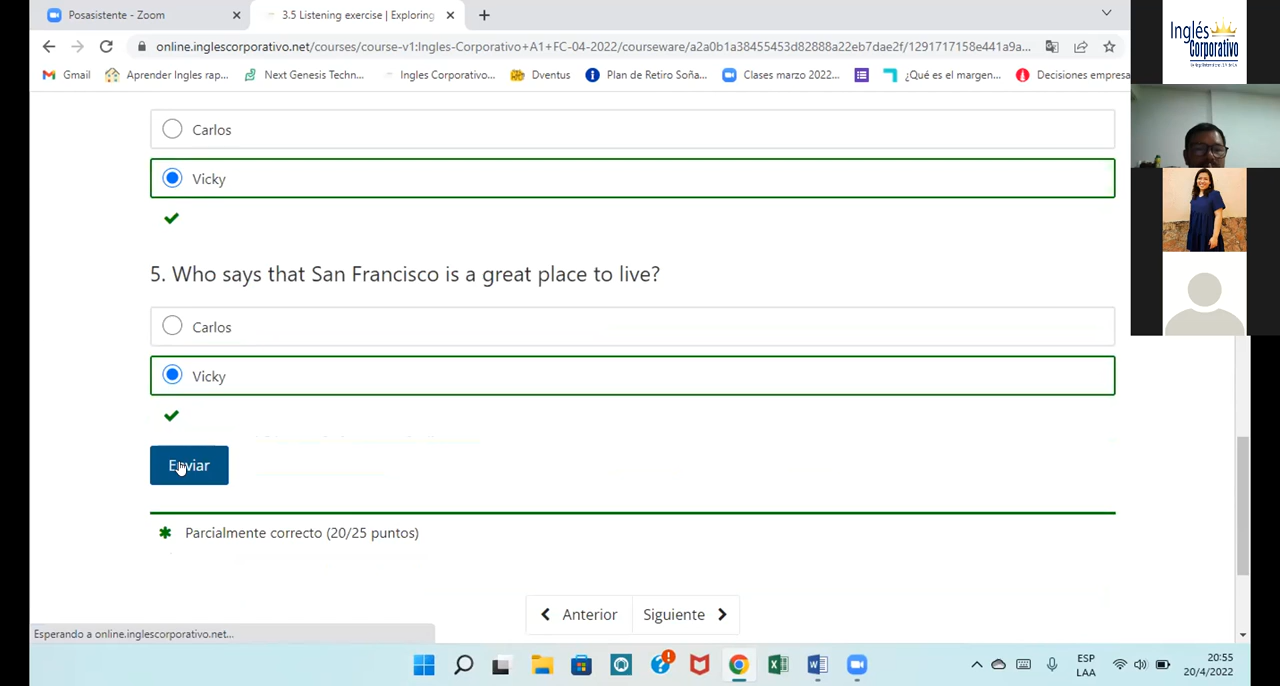 Posasistente - Zoom
3.5 Listening exercise | Exploring
online.inglescorporativo.net/courses/course-v1:Ingles-Corporativo+A1+FC-04-2022/courseware/a2a0b1a38455453d82888a22eb7dae2f/1291717158e441a9a...
Gmail
Aprender Ingles rap...
Next Genesis Techn...
Ingles Corporativo...
Dventus
Plan de Retiro Soña...
Clases marzo 2022...
¿Qué es el margen...
Decisiones empresa
Inglés
Corporativo
Carlos
Vicky
5. Who says that San Francisco is a great place to live?
Carlos
Vicky
Enviar
Parcialmente correcto (20/25 puntos)
Anterior
Siguiente
Esperando a online.inglescorporativo.net...
ESP
LAA
20:55
20/4/2022